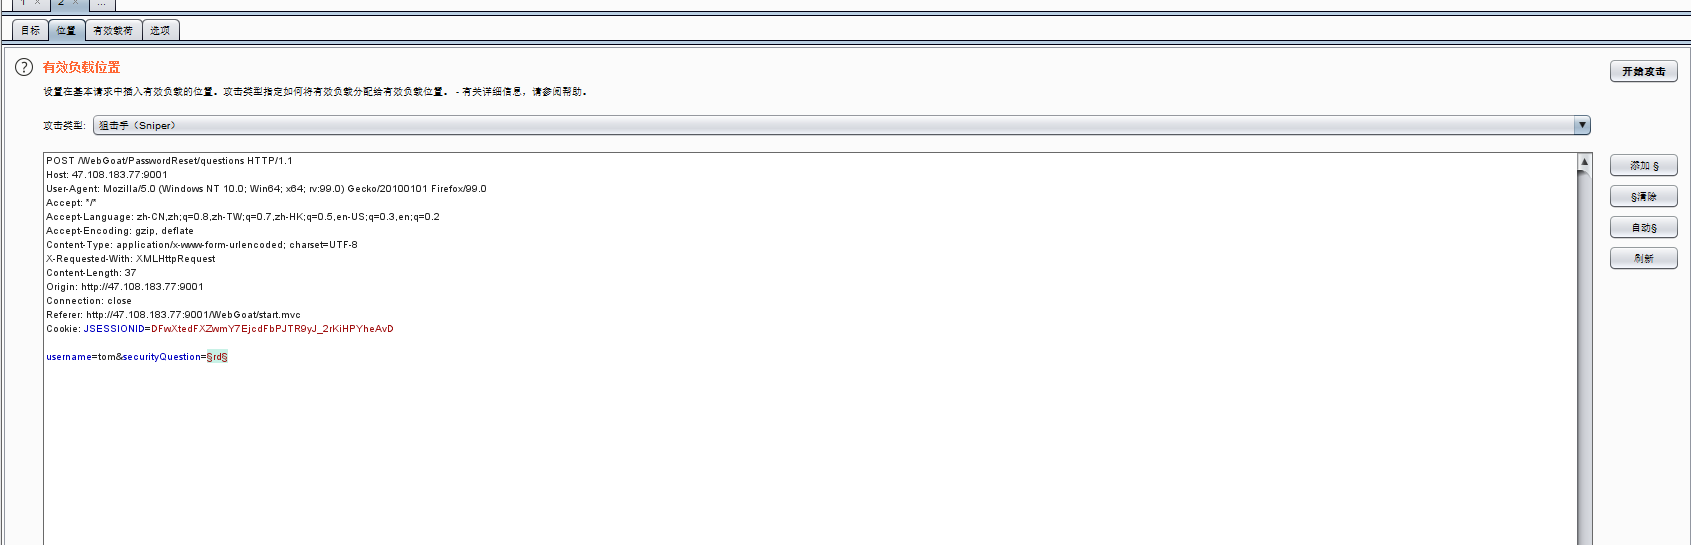 1 × 2 × ...
目标 位置 有效载荷 选项
? 有效负载位置
开始攻击
设置在基本请求中插入有效负载的位置。攻击类型指定如何将有效负载分配给有效负载位置。 - 有关详细信息，请参阅帮助。
攻击类型: 狙击手（Sniper）
POST /WebGoat/PasswordReset/questions HTTP/1.1
Host: 47.108.183.77:9001
User-Agent: Mozilla/5.0 (Windows NT 10.0; Win64; x64; rv:99.0) Gecko/20100101 Firefox/99.0
Accept: */*
Accept-Language: zh-CN,zh;q=0.8,zh-TW;q=0.7,zh-HK;q=0.5,en-US;q=0.3,en;q=0.2
Accept-Encoding: gzip, deflate
Content-Type: application/x-www-form-urlencoded; charset=UTF-8
X-Requested-With: XMLHttpRequest
Content-Length: 37
Origin: http://47.108.183.77:9001
Connection: close
Referer: http://47.108.183.77:9001/WebGoat/start.mvc
Cookie: JSESSIONID=DFwXtedFXZwmY7EjcdFbPJTR9yJ_2rKiHPYheAvD
username=tom&securityQuestion=§rd§
添加 §
§清除
自动§
刷新